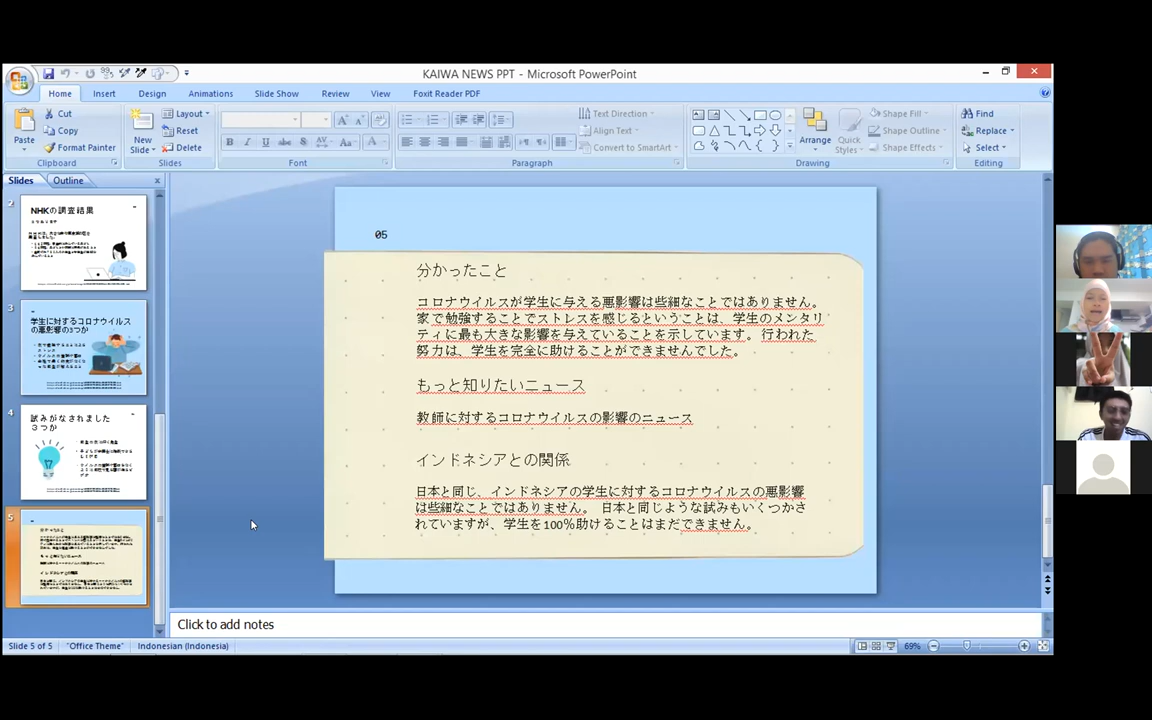 KAIWA NEWS PPT - Microsoft PowerPoint
Home Insert Design Animations Slide Show Review View Foxit Reader PDF
Cut
Copy
Format Painter
Paste
Clipboard
New
Slide
Layout
Reset
Delete
Slides
Font
Paragraph
Text Direction
Align Text
Convert to SmartArt
Arrange
Quick
Styles
Shape Fill
Shape Outline
Shape Effects
Drawing
Find
Replace
Select
Editing
Slides Outline
2
NHKの調査結果
3
学生に対するコロナウイルス
の悪影響の3つが
4
試みがなされました
3つが
5
05
分かったこと
コロナウイルスが学生に与える悪影響は些細なことではありません。
家で勉強することでストレスを感じるということは、学生のメンタリ
ティに最も大きな影響を与えていることを示しています。 行われた
努力は、学生を完全に助けることができませんでした。
もっと知りたいニュース
教師に対するコロナウイルスの影響のニュース
インドネシアとの関係
日本と同じ、インドネシアの学生に対するコロナウイルスの悪影響
は些細なことではありません。 日本と同じような試みもいくつかさ
れていますが、学生を100%助けることはまだできません。
Click to add notes
Slide 5 of 5 "Office Theme" Indonesian (Indonesia) 69%